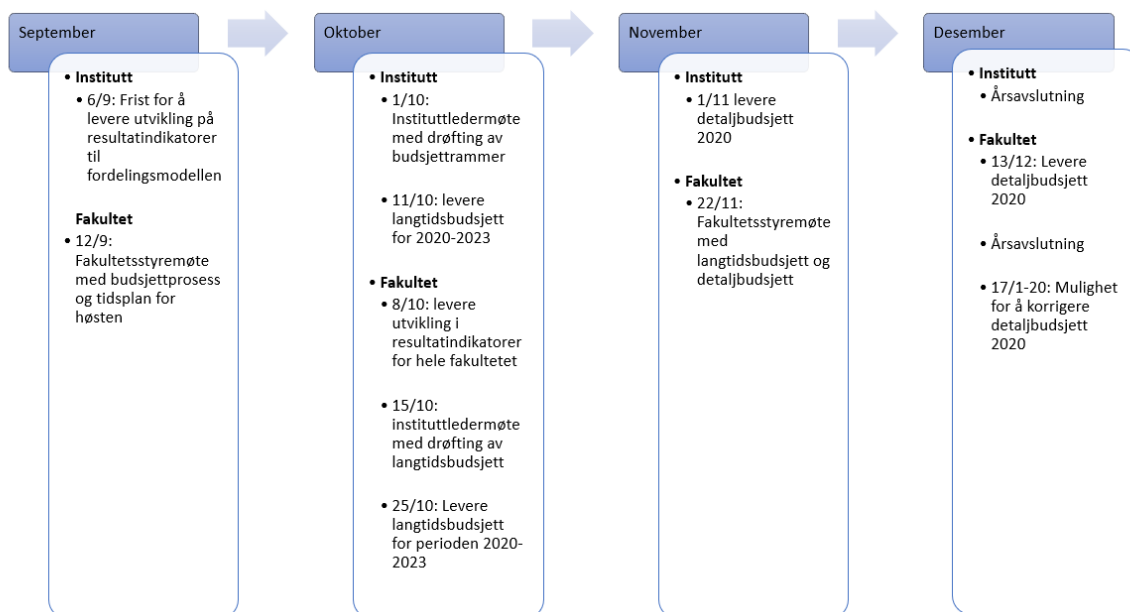 September
• Institutt
• 6/9: Frist for å
levere utvikling på
resultatindikatorer
til
fordelingsmodellen
Fakultet
• 12/9:
Fakultetsstyremøte
med budsjettprosess
og tidsplan for
høsten
Oktober
• Institutt
• 1/10:
Instituttledermøte
med drøfting av
budsjettrammer
• 11/10: levere
langtidsbudsjett
for 2020-2023
• Fakultet
• 8/10: levere
utvikling i
resultatindikatorer
for hele fakultetet
• 15/10:
instituttledermøte
med drøfting av
langtidsbudsjett
• 25/10: Levere
langtidsbudsjett
for perioden 2020-
2023
November
• Institutt
• 1/11 levere
detaljbudsjett
2020
• Fakultet
• 22/11:
Fakultetsstyremøte
med
langtidsbudsjett og
detaljbudsjett
Desember
• Institutt
• Årsavslutning
• Fakultet
• 13/12: Levere
detaljbudsjett
2020
• Årsavslutning
• 17/1-20: Mulighet
for å korrigere
detaljbudsjett
2020